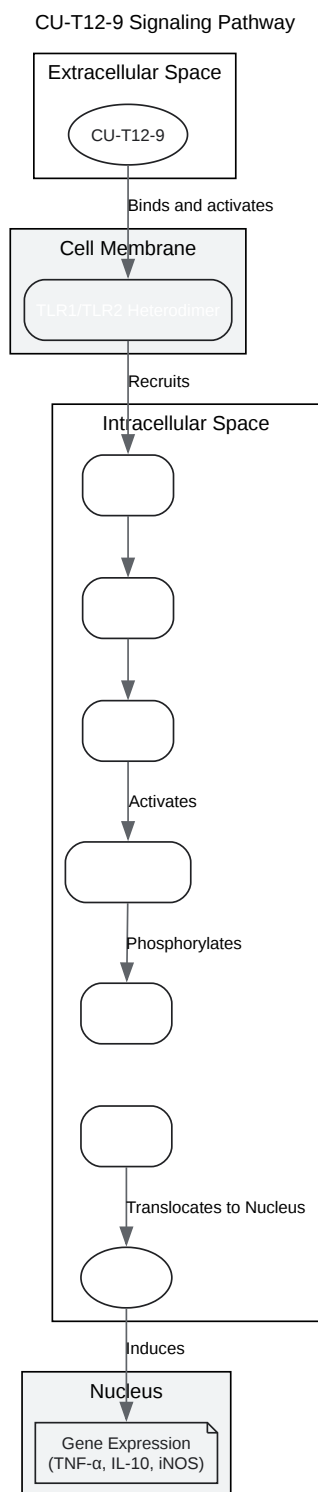 CU-T12-9 Signaling Pathway
Extracellular Space
CU-T12-9
Binds and activates
Cell Membrane
TLR1/TLR2 Heterodimer
Recruits
Intracellular Space
Activates
Phosphorylates
Translocates to Nucleus
Induces
Nucleus
Gene Expression
(TNF-α, IL-10, iNOS)